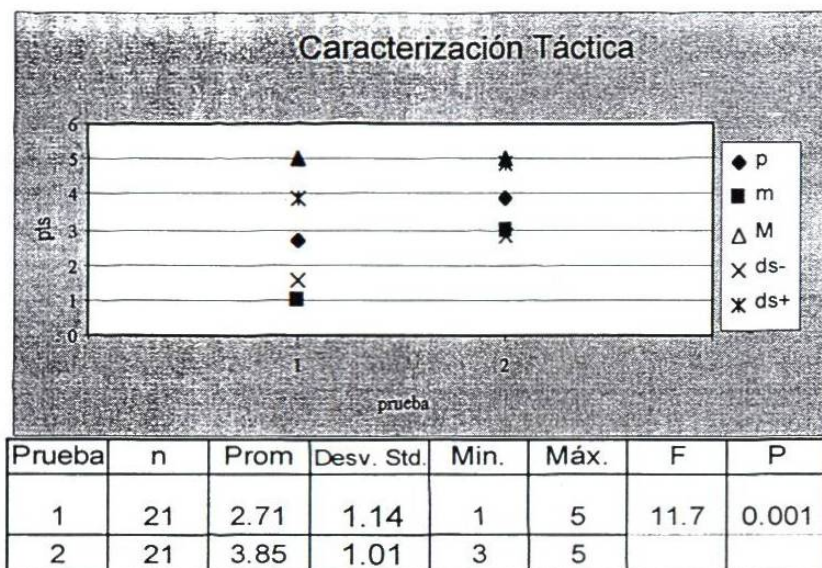 Caracterización Táctica
6
5
4
3
2
1
0
pts
1 2
prueba
p
m
M
ds-
ds+
Prueba n Prom Desv. Std. Min. Máx. F P
1 21 2.71 1.14 1 5 11.7 0.001
2 21 3.85 1.01 3 5